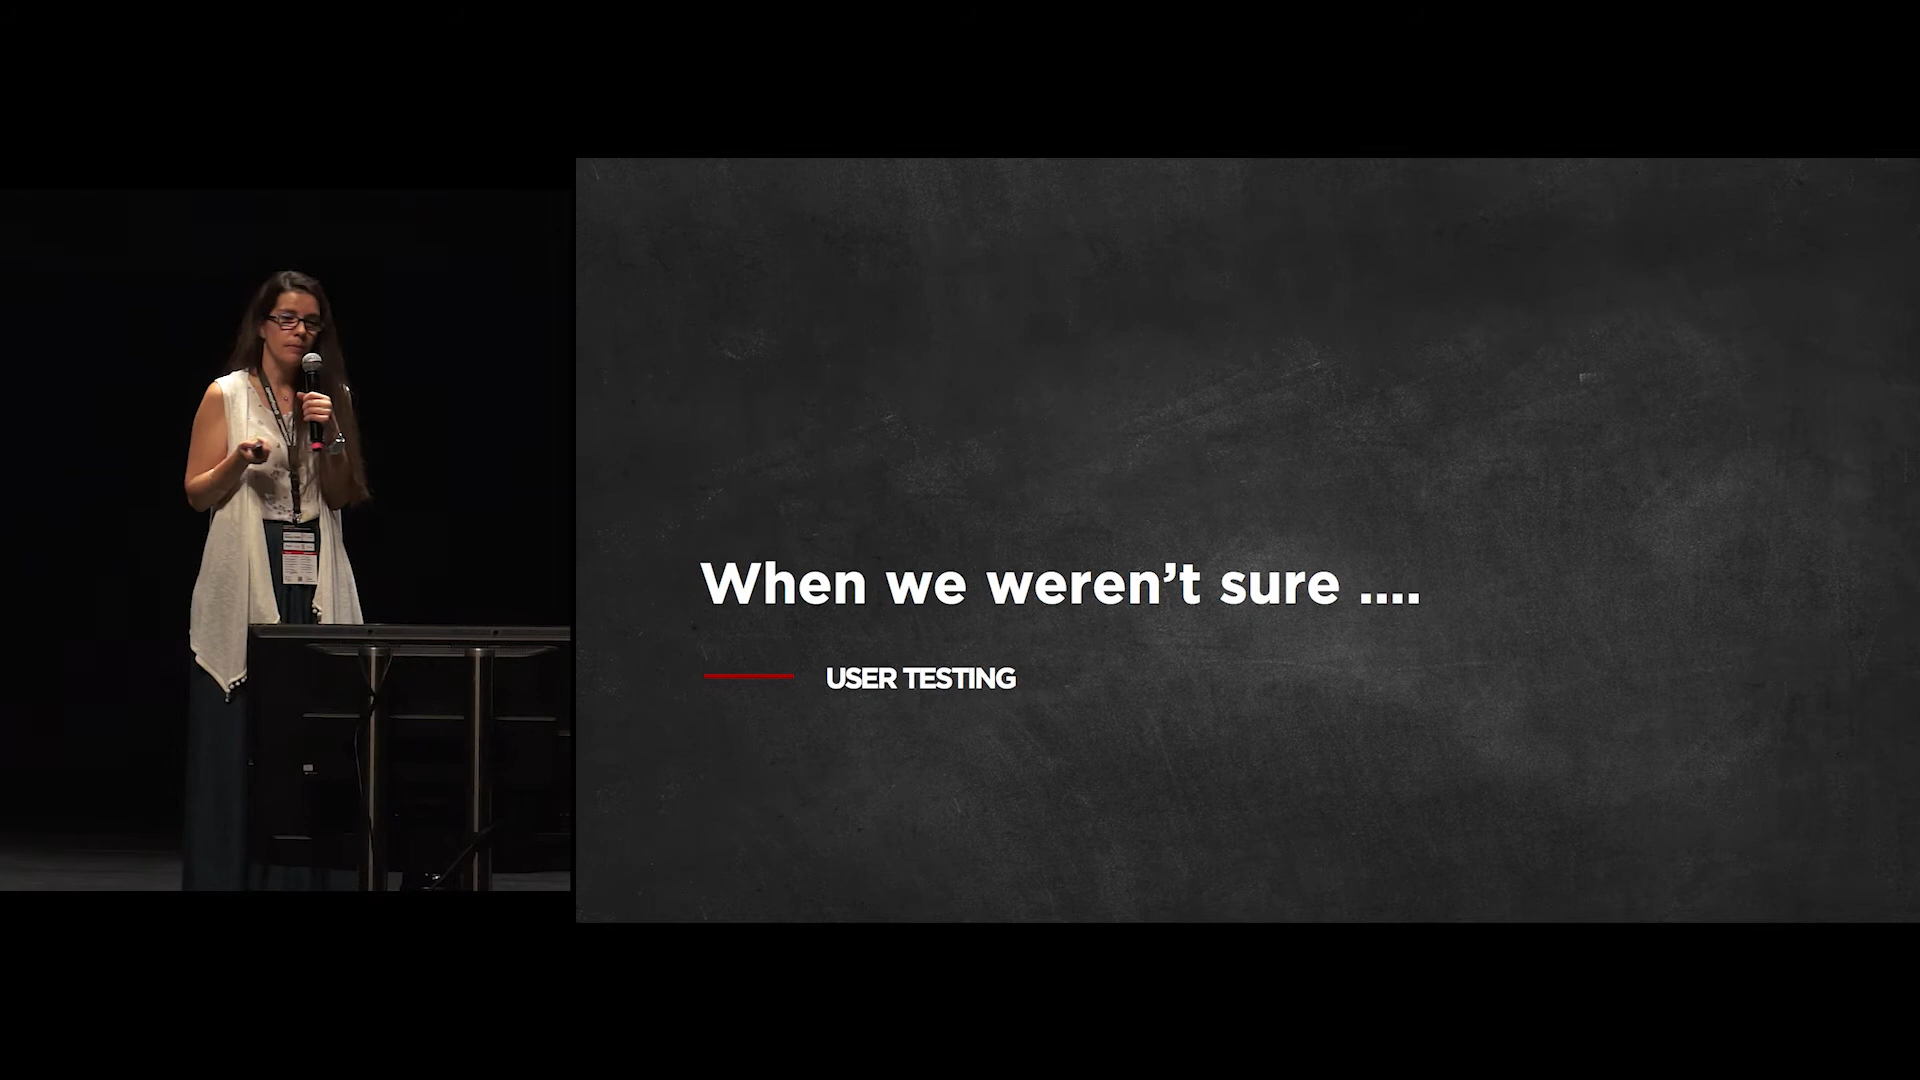 When we weren’t sure ....
USER TESTING